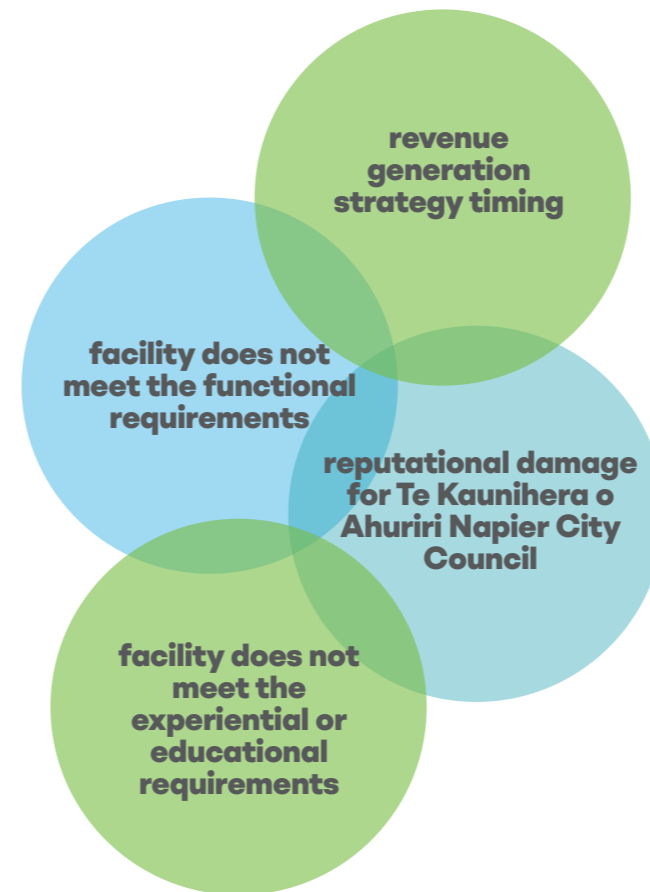 revenue
generation
strategy timing
facility does not
meet the functional
requirements
reputational damage
for Te Kaunihera o
Ahuriri Napier City
Council
facility does not
meet the
experiential or
educational
requirements